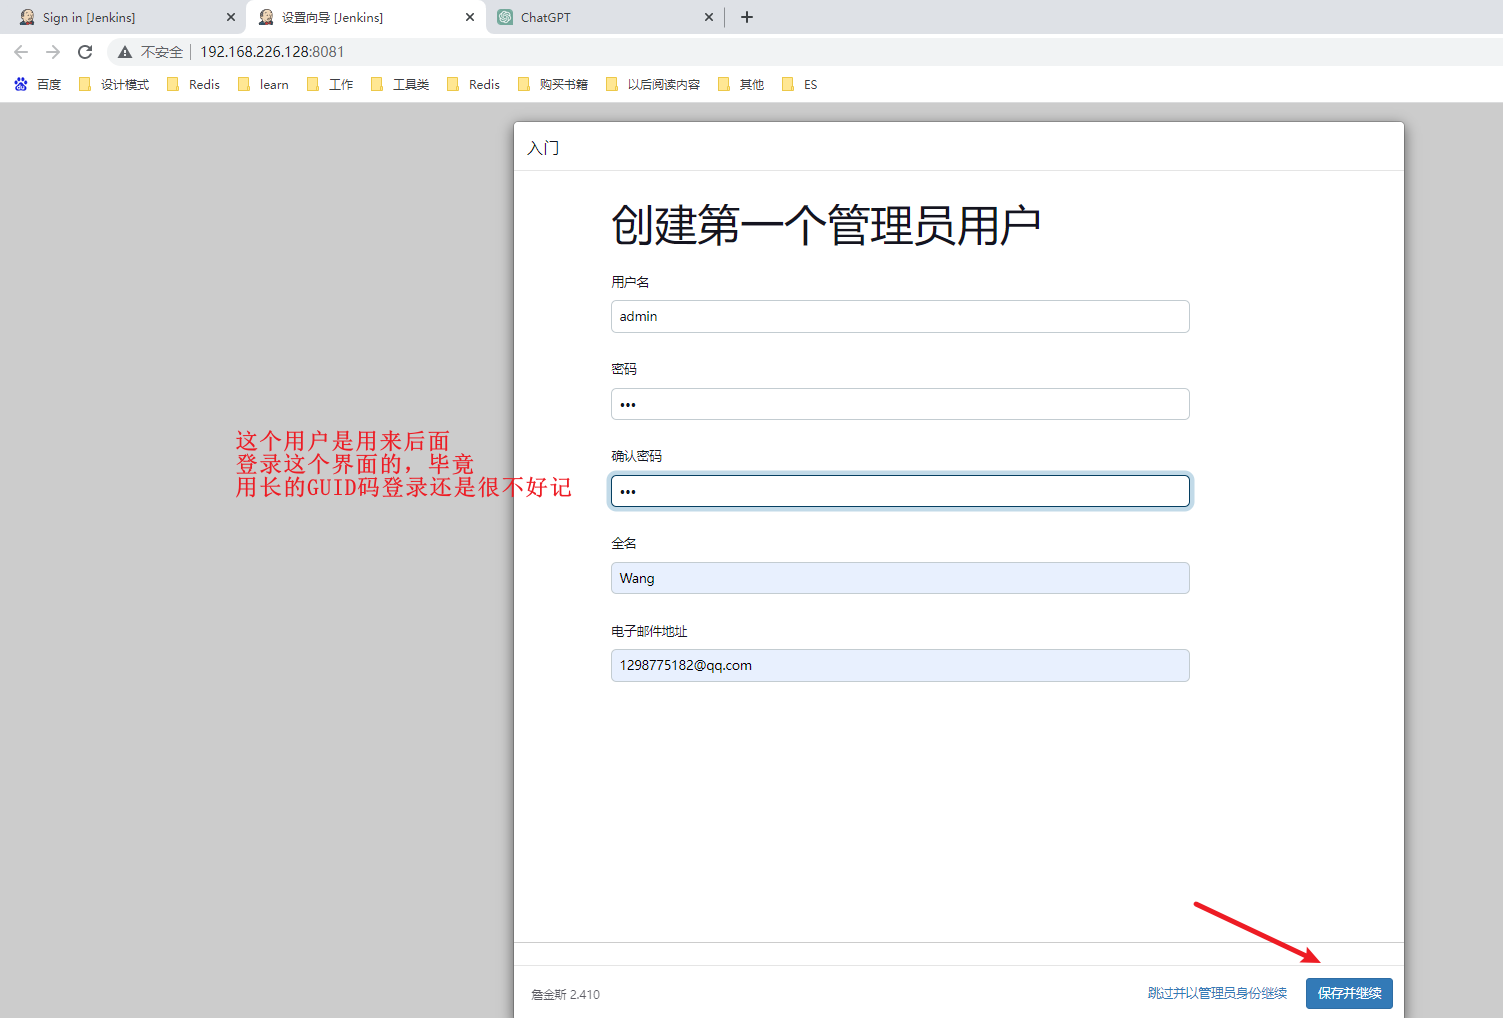 Sign in [Jenkins]
设置向导 [Jenkins]
ChatGPT
不安全
192.168.226.128:8081
百度
设计模式
Redis
learn
工作
工具类
Redis
购买书籍
以后阅读内容
其他
ES
入门
创建第一个管理员用户
用户名
admin
密码
•••
确认密码
•••
全名
Wang
电子邮件地址
1298775182@qq.com
这个用户是用来后面
登录这个界面的，毕竟
用长的GUID码登录还是很不好记
詹金斯 2.410
跳过并以管理员身份继续
保存并继续